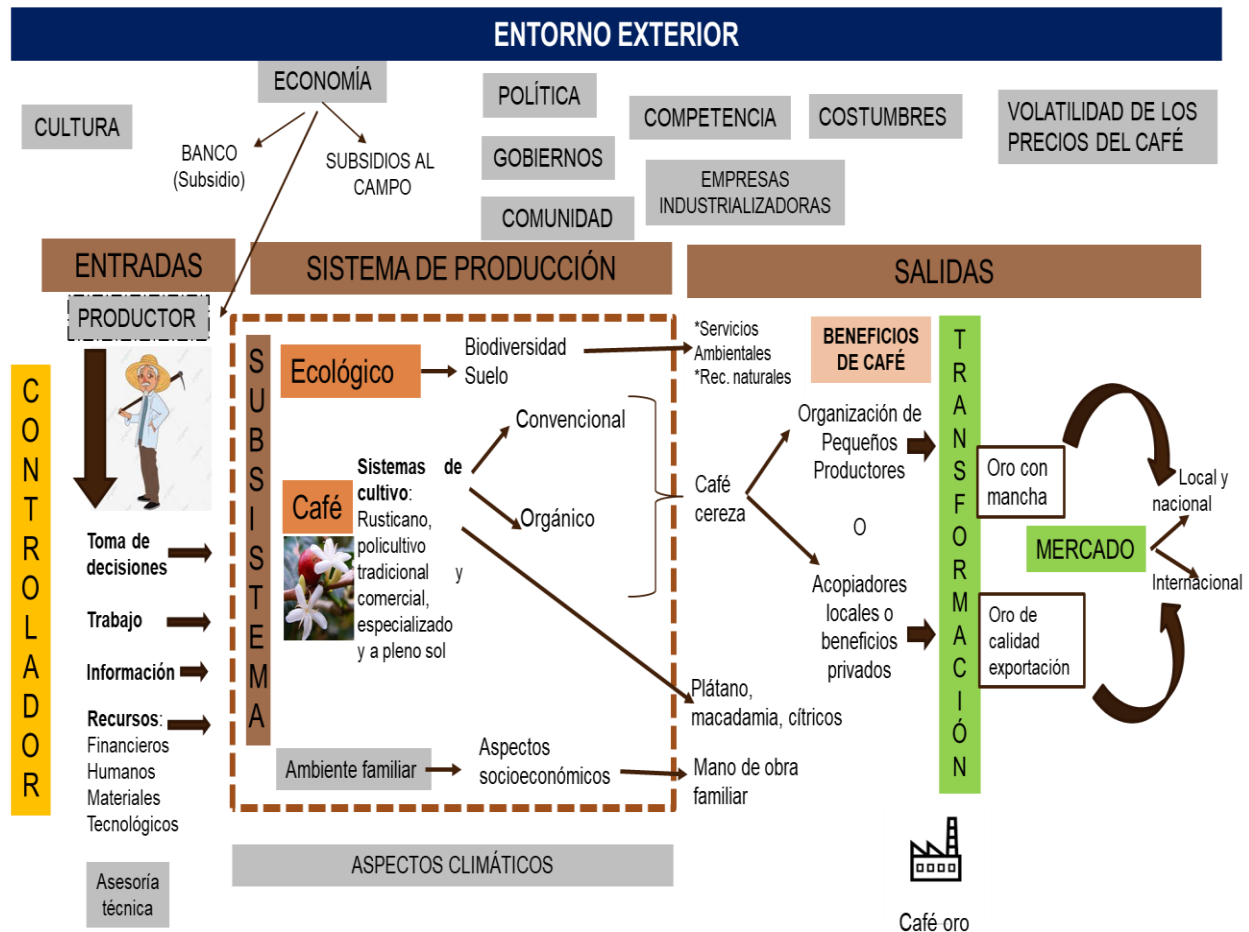 ENTORNO EXTERIOR
ECONOMÍA
CULTURA
BANCO
(Subsidio)
SUBSIDIOS AL
CAMPO
POLÍTICA
GOBIERNOS
COMUNIDAD
COMPETENCIA
EMPRESAS
INDUSTRIALIZADORAS
COSTUMBRES
VOLATILIDAD DE LOS
PRECIOS DEL CAFÉ
ENTRADAS
SISTEMA DE PRODUCCIÓN
SALIDAS
CONTROLADOR
PRODUCTOR
Toma de
decisiones
Trabajo
Información
Recursos:
Financieros
Humanos
Materiales
Tecnológicos
Asesoría
técnica
SUBSISTEMA
Ecológico
Biodiversidad
Suelo
Café
Sistemas de
cultivo:
Rusticano,
policultivo
tradicional y
comercial,
especializado
y a pleno sol
Convencional
Orgánico
Ambiente familiar
Aspectos
socioeconómicos
ASPECTOS CLIMÁTICOS
*Servicios
Ambientales
*Rec. naturales
Café
cereza
Plátano,
macadamia, cítricos
Mano de obra
familiar
BENEFICIOS
DE CAFÉ
Organización de
Pequeños
Productores
O
Acopiadores
locales o
beneficios
privados
TRANSFORMACIÓN
Oro con
mancha
Oro de
calidad
exportación
MERCADO
Local y
nacional
Internacional
Café oro